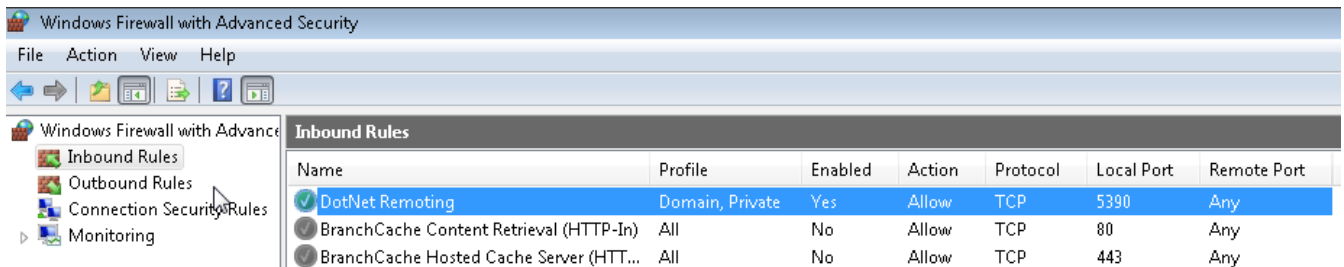 Windows Firewall with Advanced Security
File Action View Help
Windows Firewall with Advance
Inbound Rules
Outbound Rules
Connection Security Rules
Monitoring
Inbound Rules
Name Profile Enabled Action Protocol Local Port Remote Port
DotNet Remoting Domain, Private Yes Allow TCP 5390 Any
BranchCache Content Retrieval (HTTP-In) All No Allow TCP 80 Any
BranchCache Hosted Cache Server (HTT... All No Allow TCP 443 Any